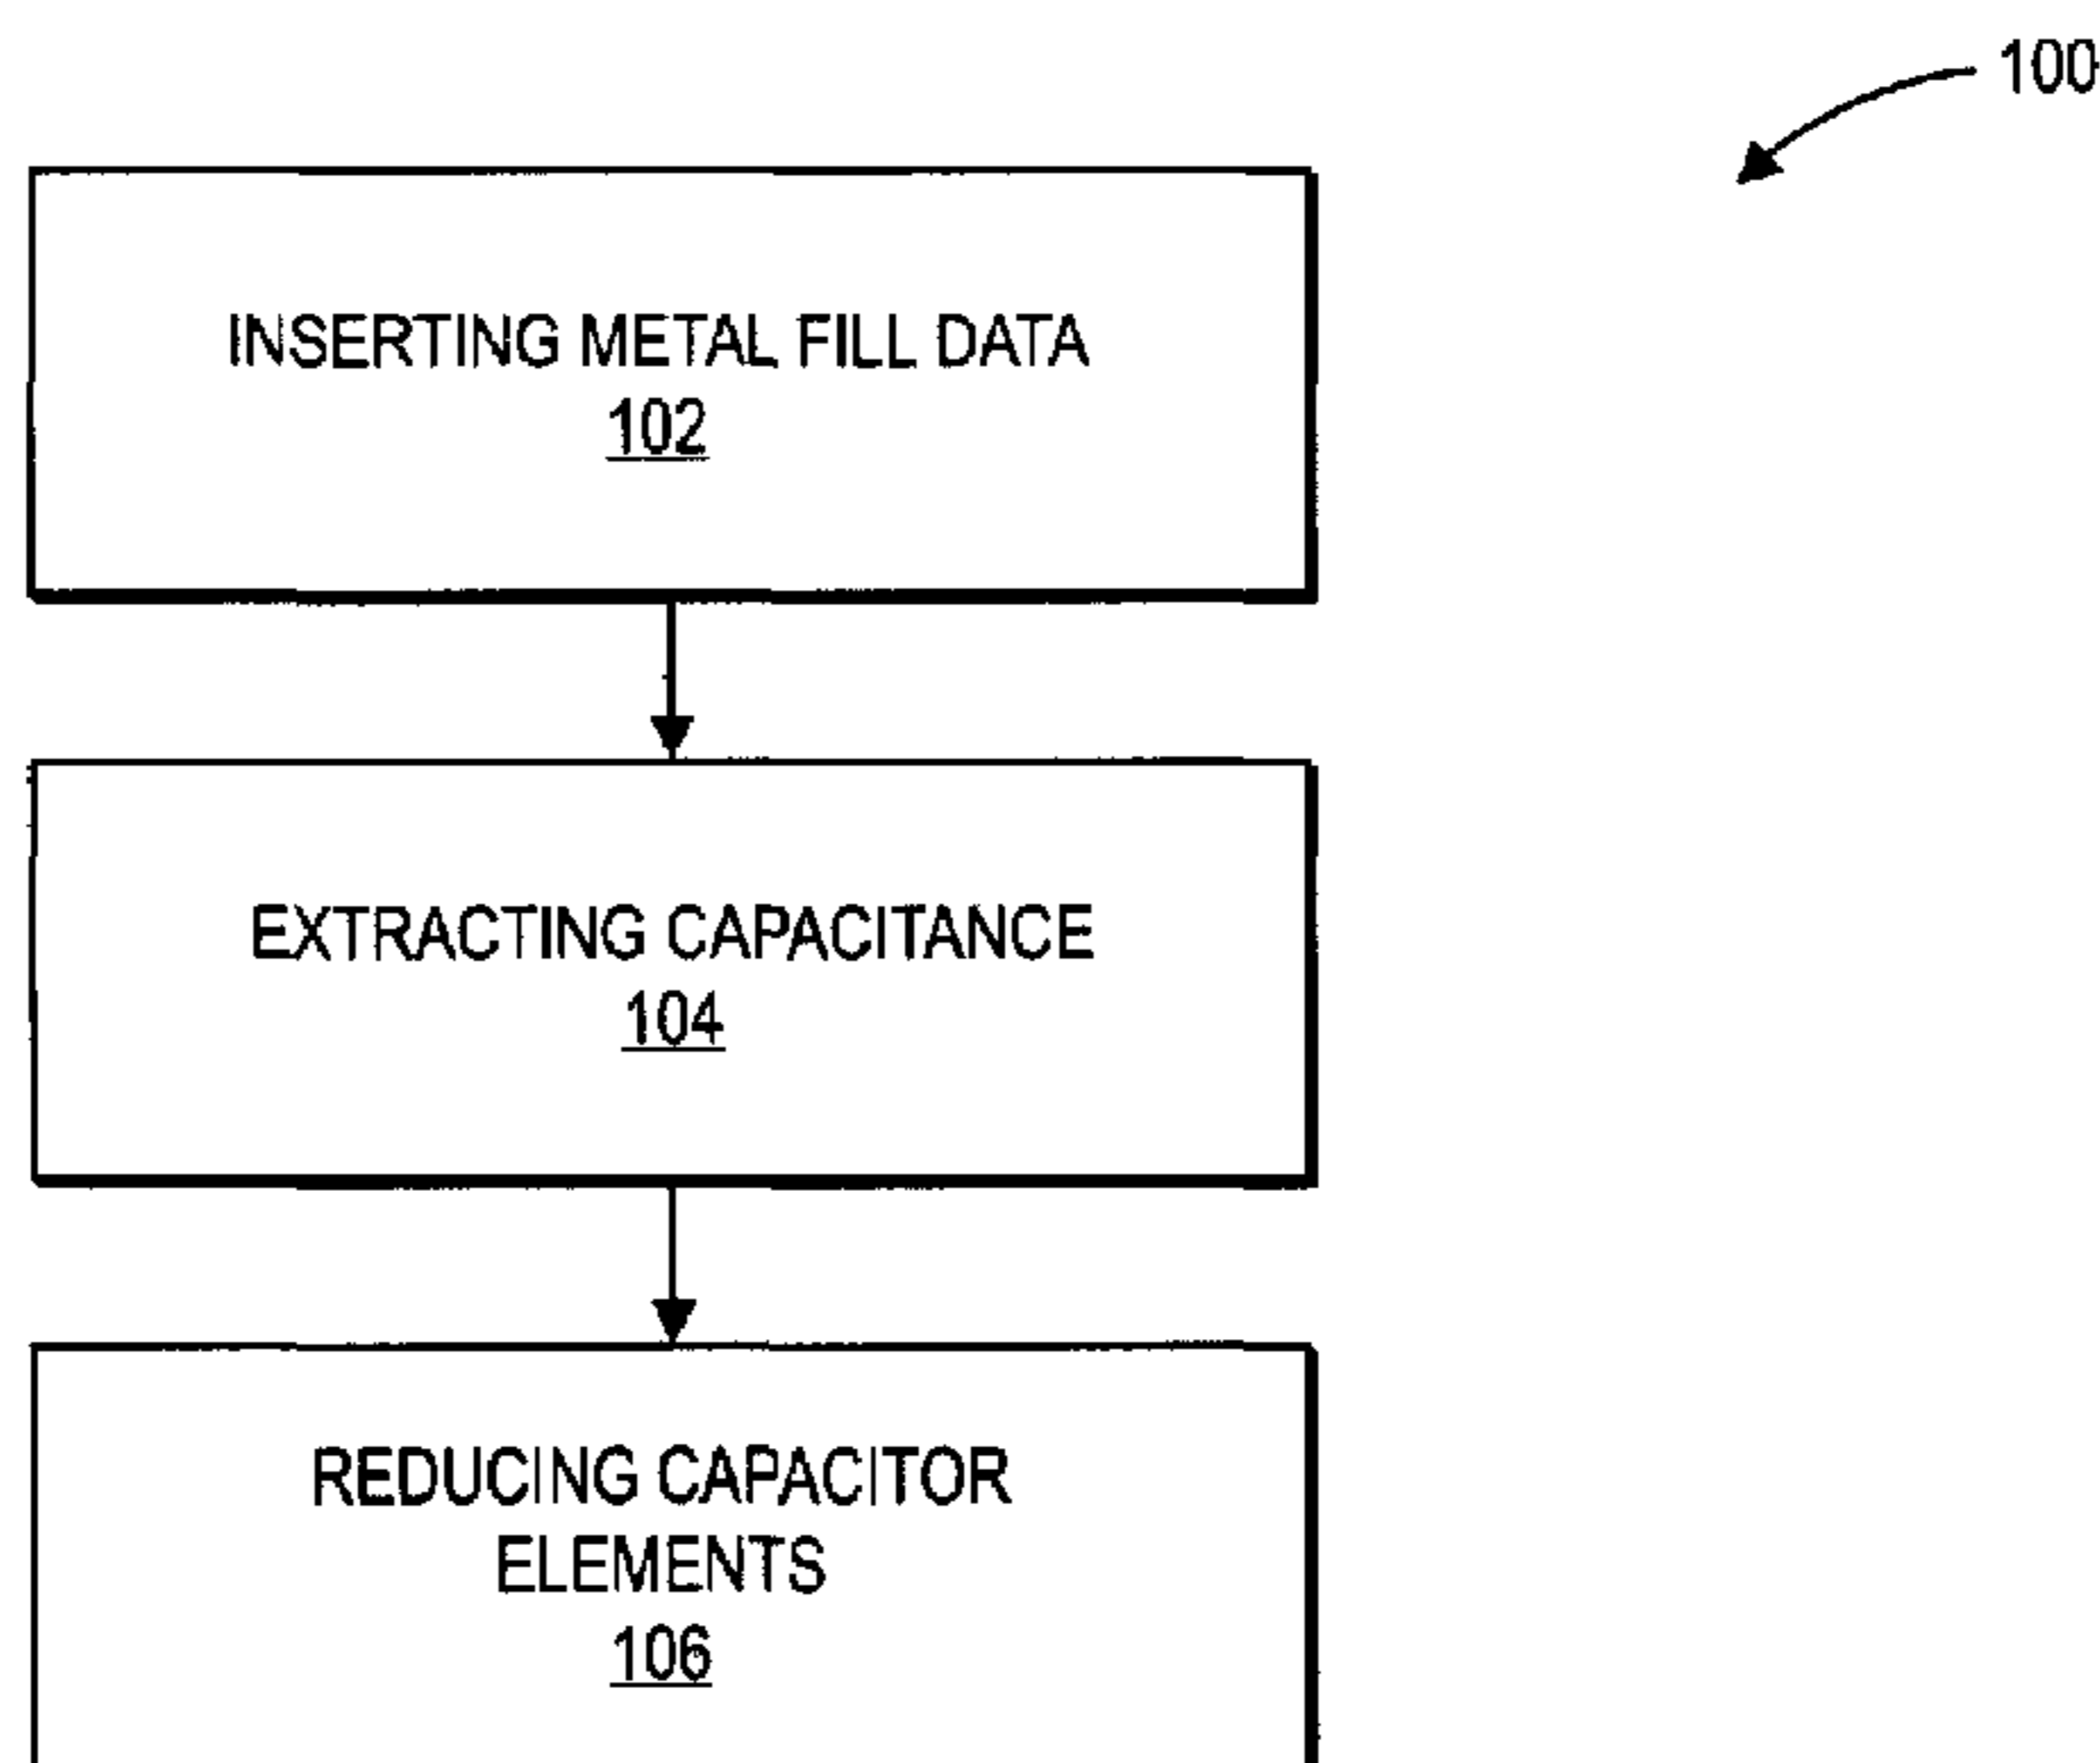 100
INSERTING METAL FILL DATA
102
EXTRACTING CAPACITANCE
104
REDUCING CAPACITOR
ELEMENTS
106